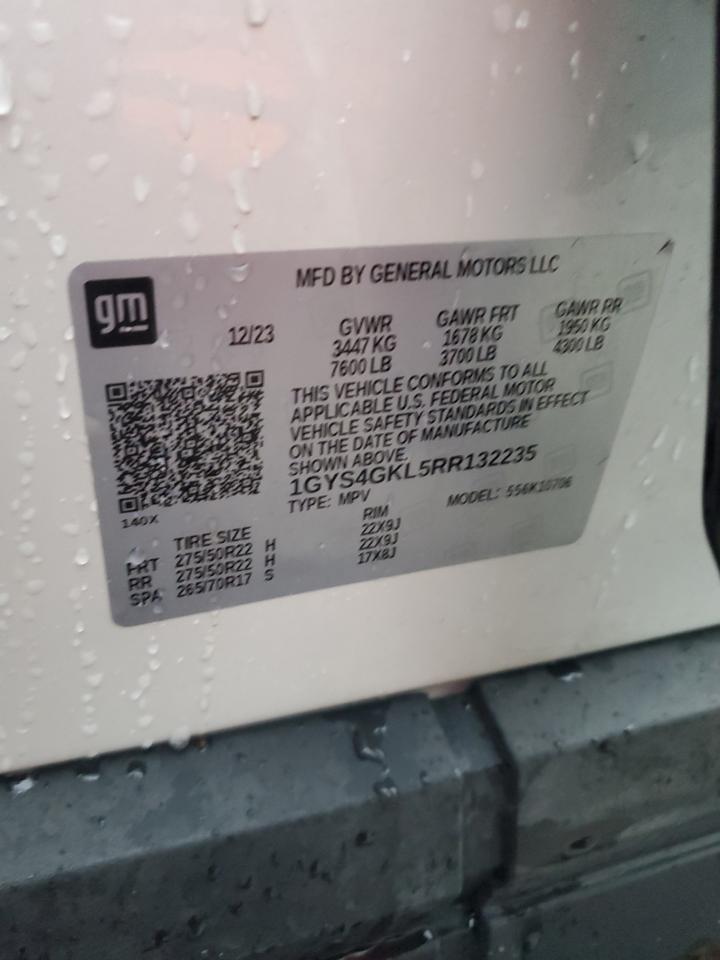 gm
MFD BY GENERAL MOTORS LLC
12/23
GVWR GAWR FRT GAWR RR
3447 KG 1678 KG 1950 KG
7600 LB 3700 LB 4300 LB
THIS VEHICLE CONFORMS TO ALL
APPLICABLE U.S. FEDERAL MOTOR
VEHICLE SAFETY STANDARDS IN EFFECT
ON THE DATE OF MANUFACTURE
SHOWN ABOVE.
1GYS4GKL5RR132235
TYPE: MPV MODEL: 556K10706
140X
TIRE SIZE RIM
FRT 275/50R22 H 22X9J
RR 275/50R22 H 22X9J
SPA 265/70R17 S 17X8J